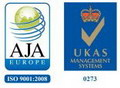 AJA
EUROPE
ISO 9001:2008
UKAS
MANAGEMENT
SYSTEMS
0273